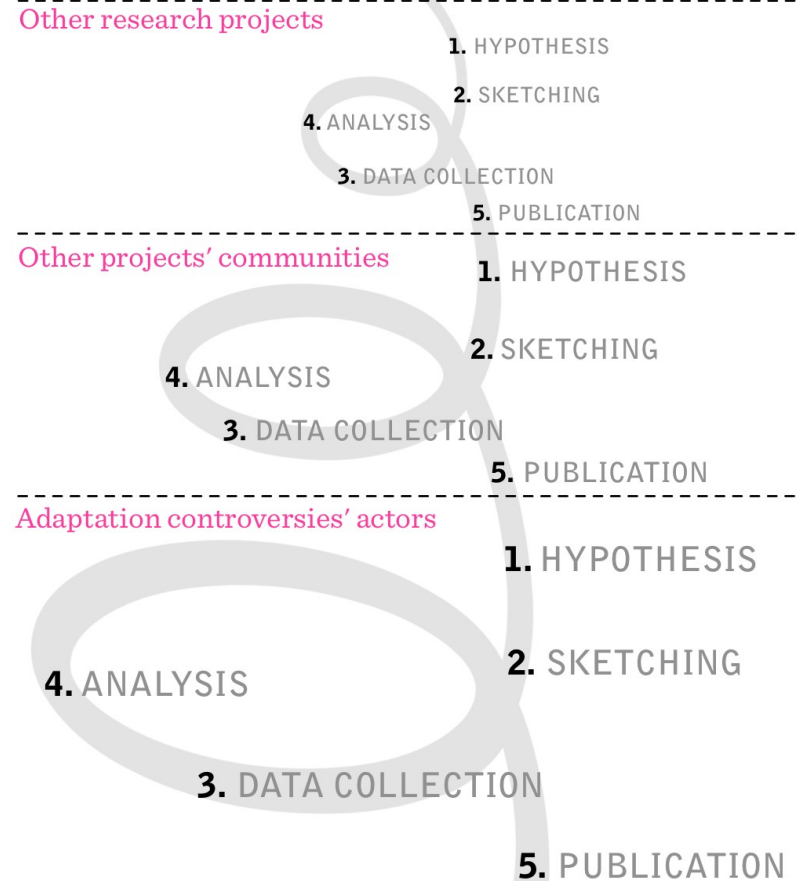 Other research projects
1. HYPOTHESIS
2. SKETCHING
4. ANALYSIS
3. DATA COLLECTION
5. PUBLICATION
Other projects' communities
1. HYPOTHESIS
2. SKETCHING
4. ANALYSIS
3. DATA COLLECTION
5. PUBLICATION
Adaptation controversies' actors
1. HYPOTHESIS
2. SKETCHING
4. ANALYSIS
3. DATA COLLECTION
5. PUBLICATION